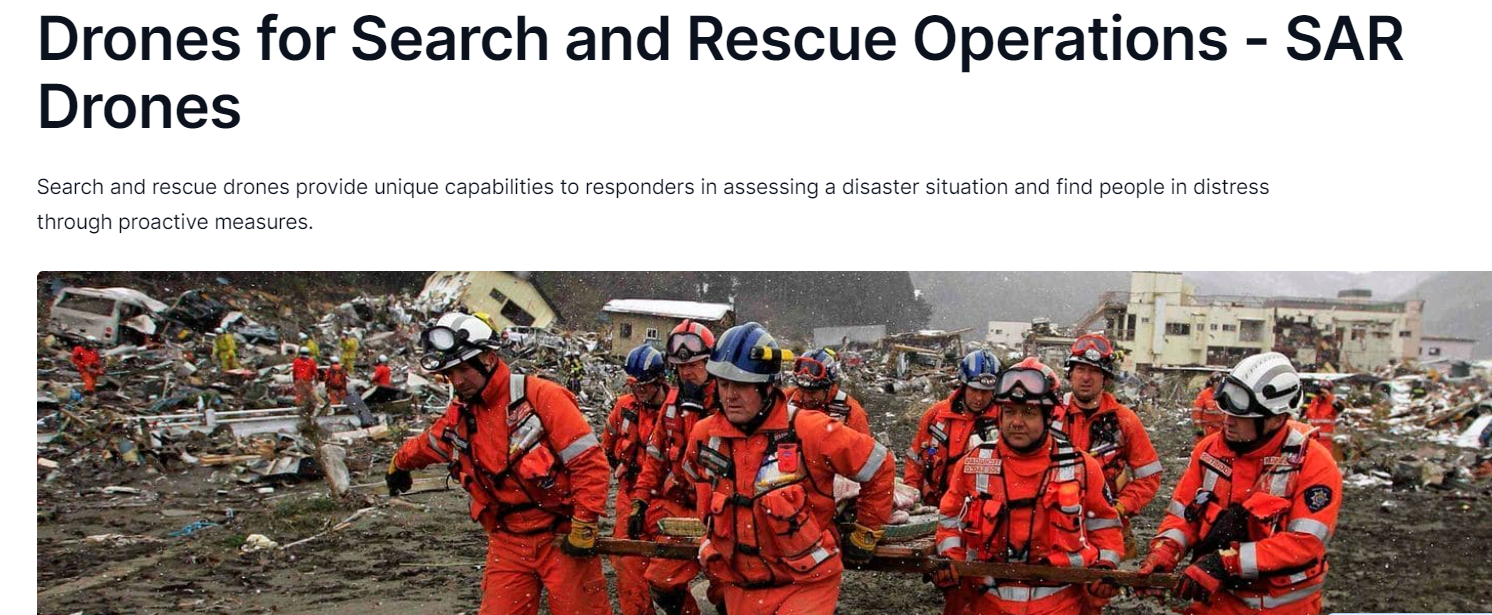 Drones for Search and Rescue Operations - SAR
Drones
Search and rescue drones provide unique capabilities to responders in assessing a disaster situation and find people in distress
through proactive measures.